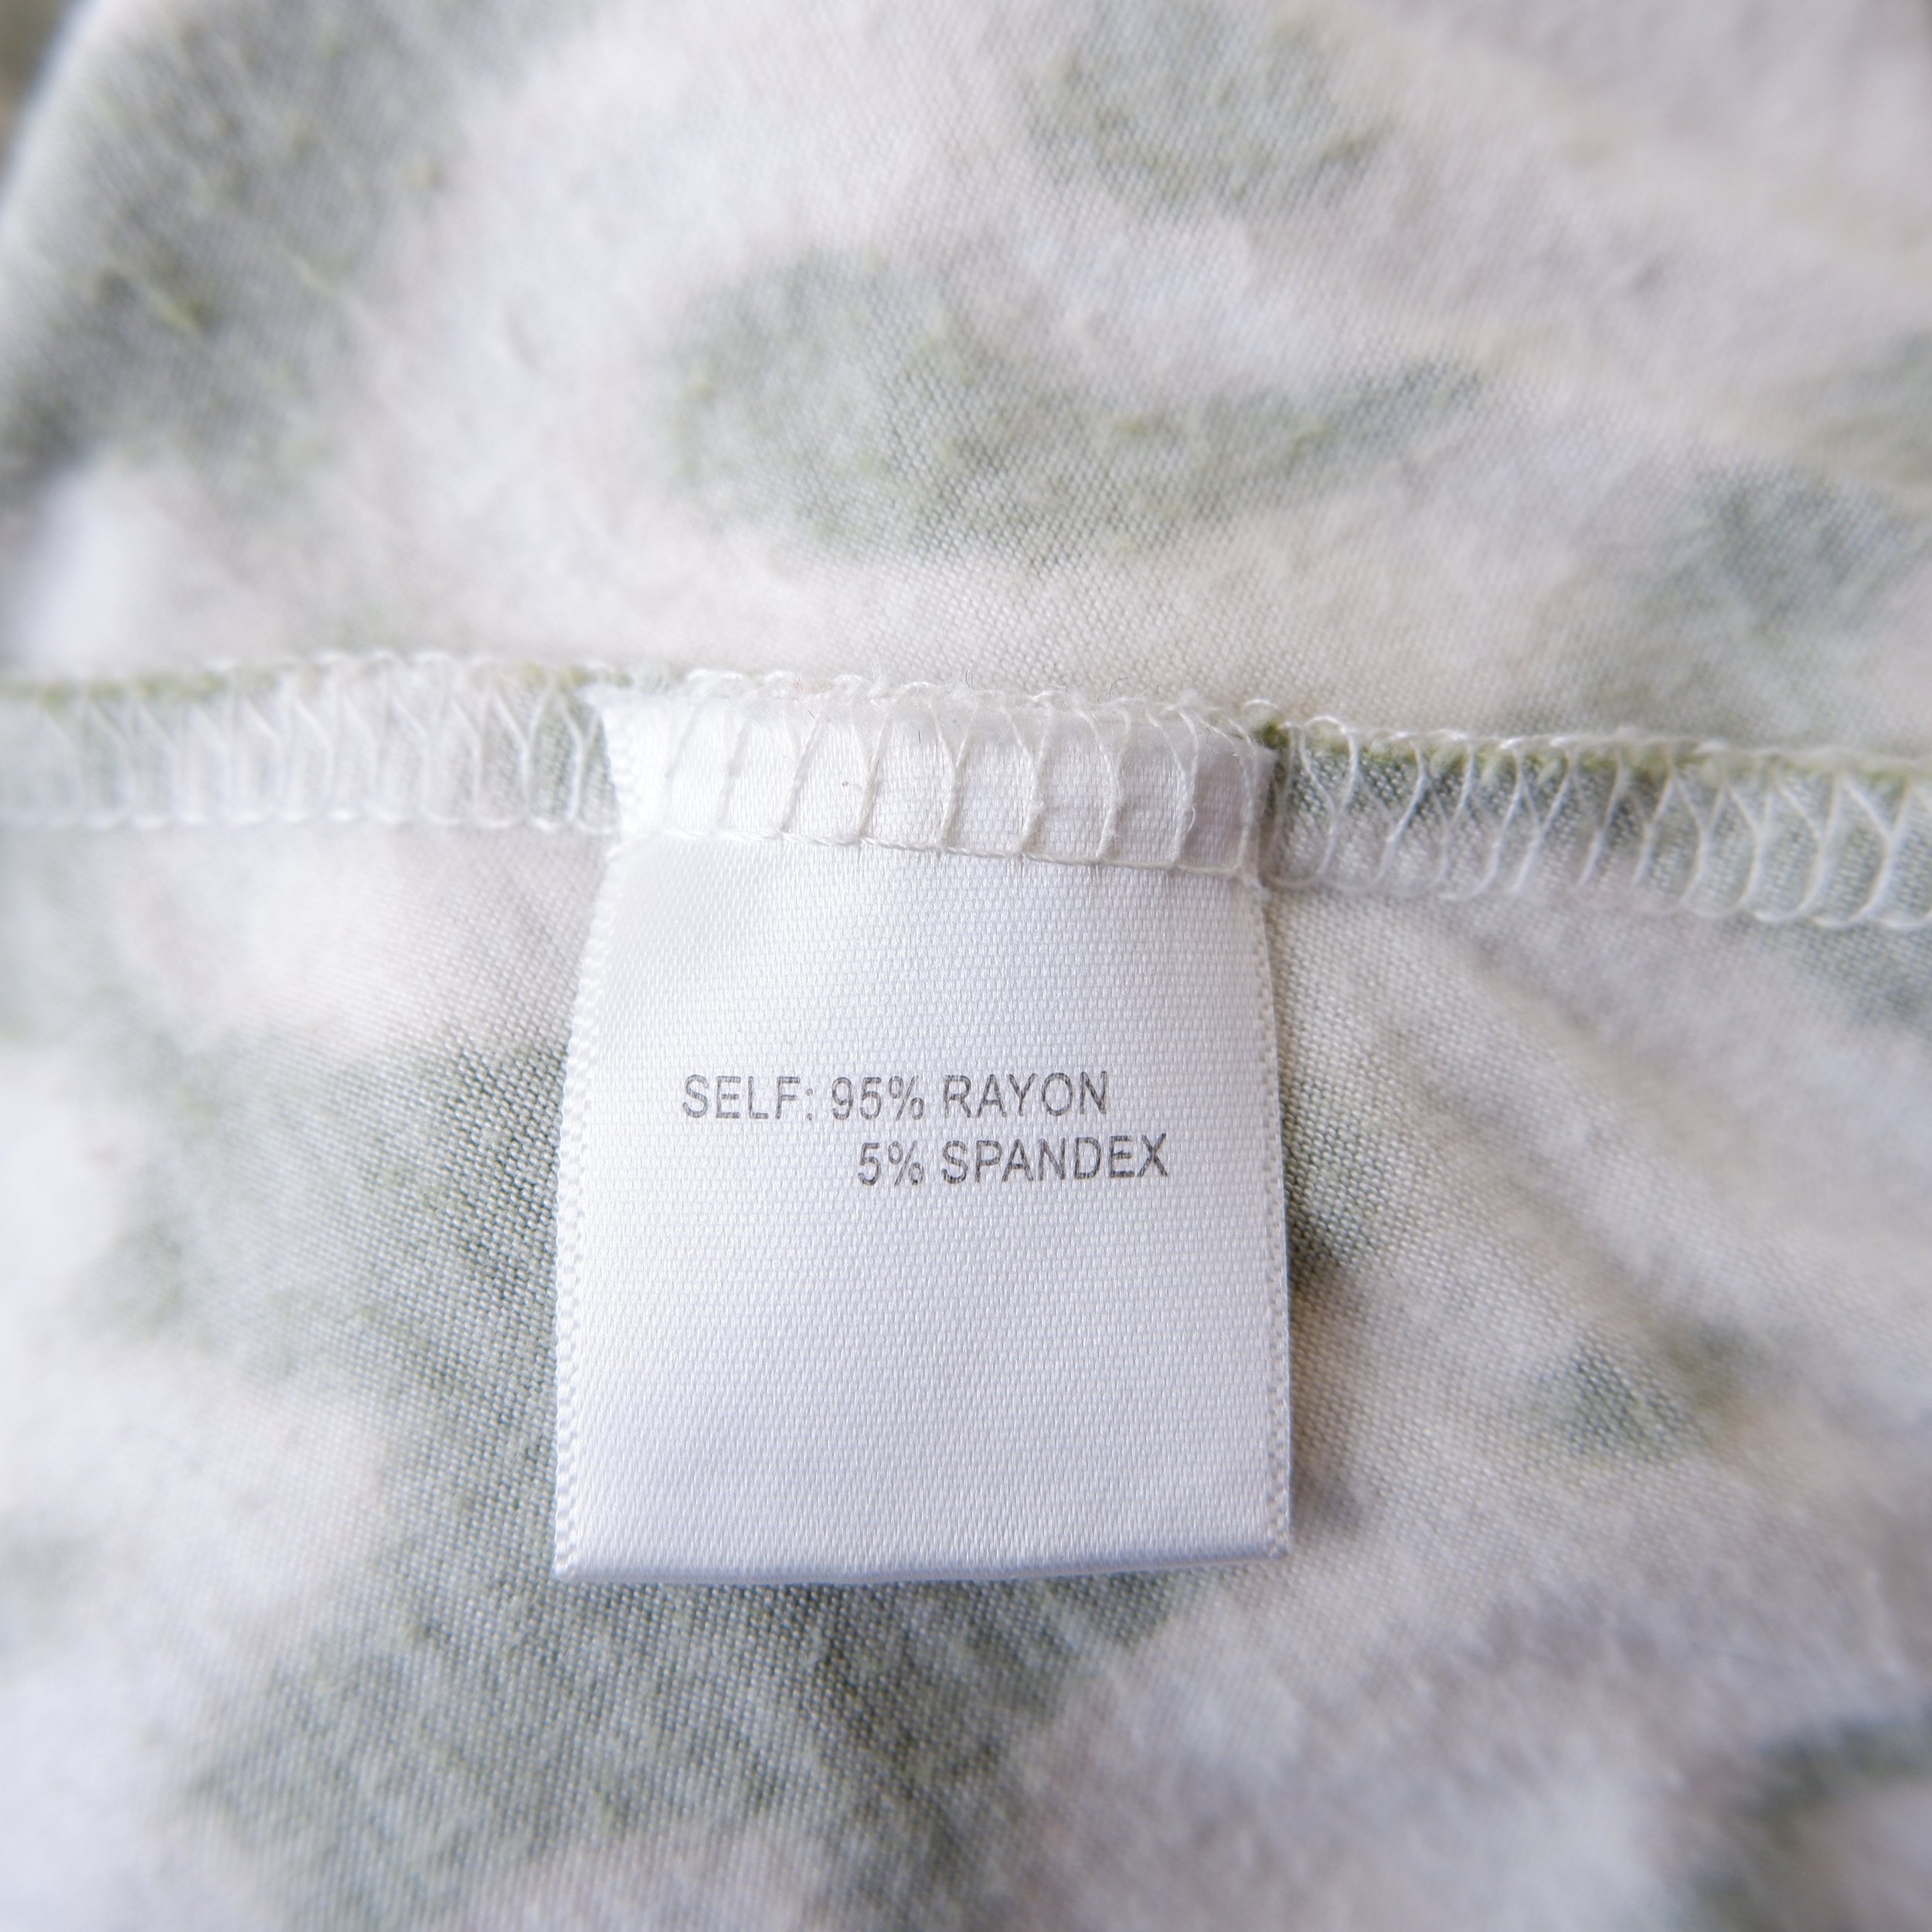 SELF: 95% RAYON
5% SPANDEX